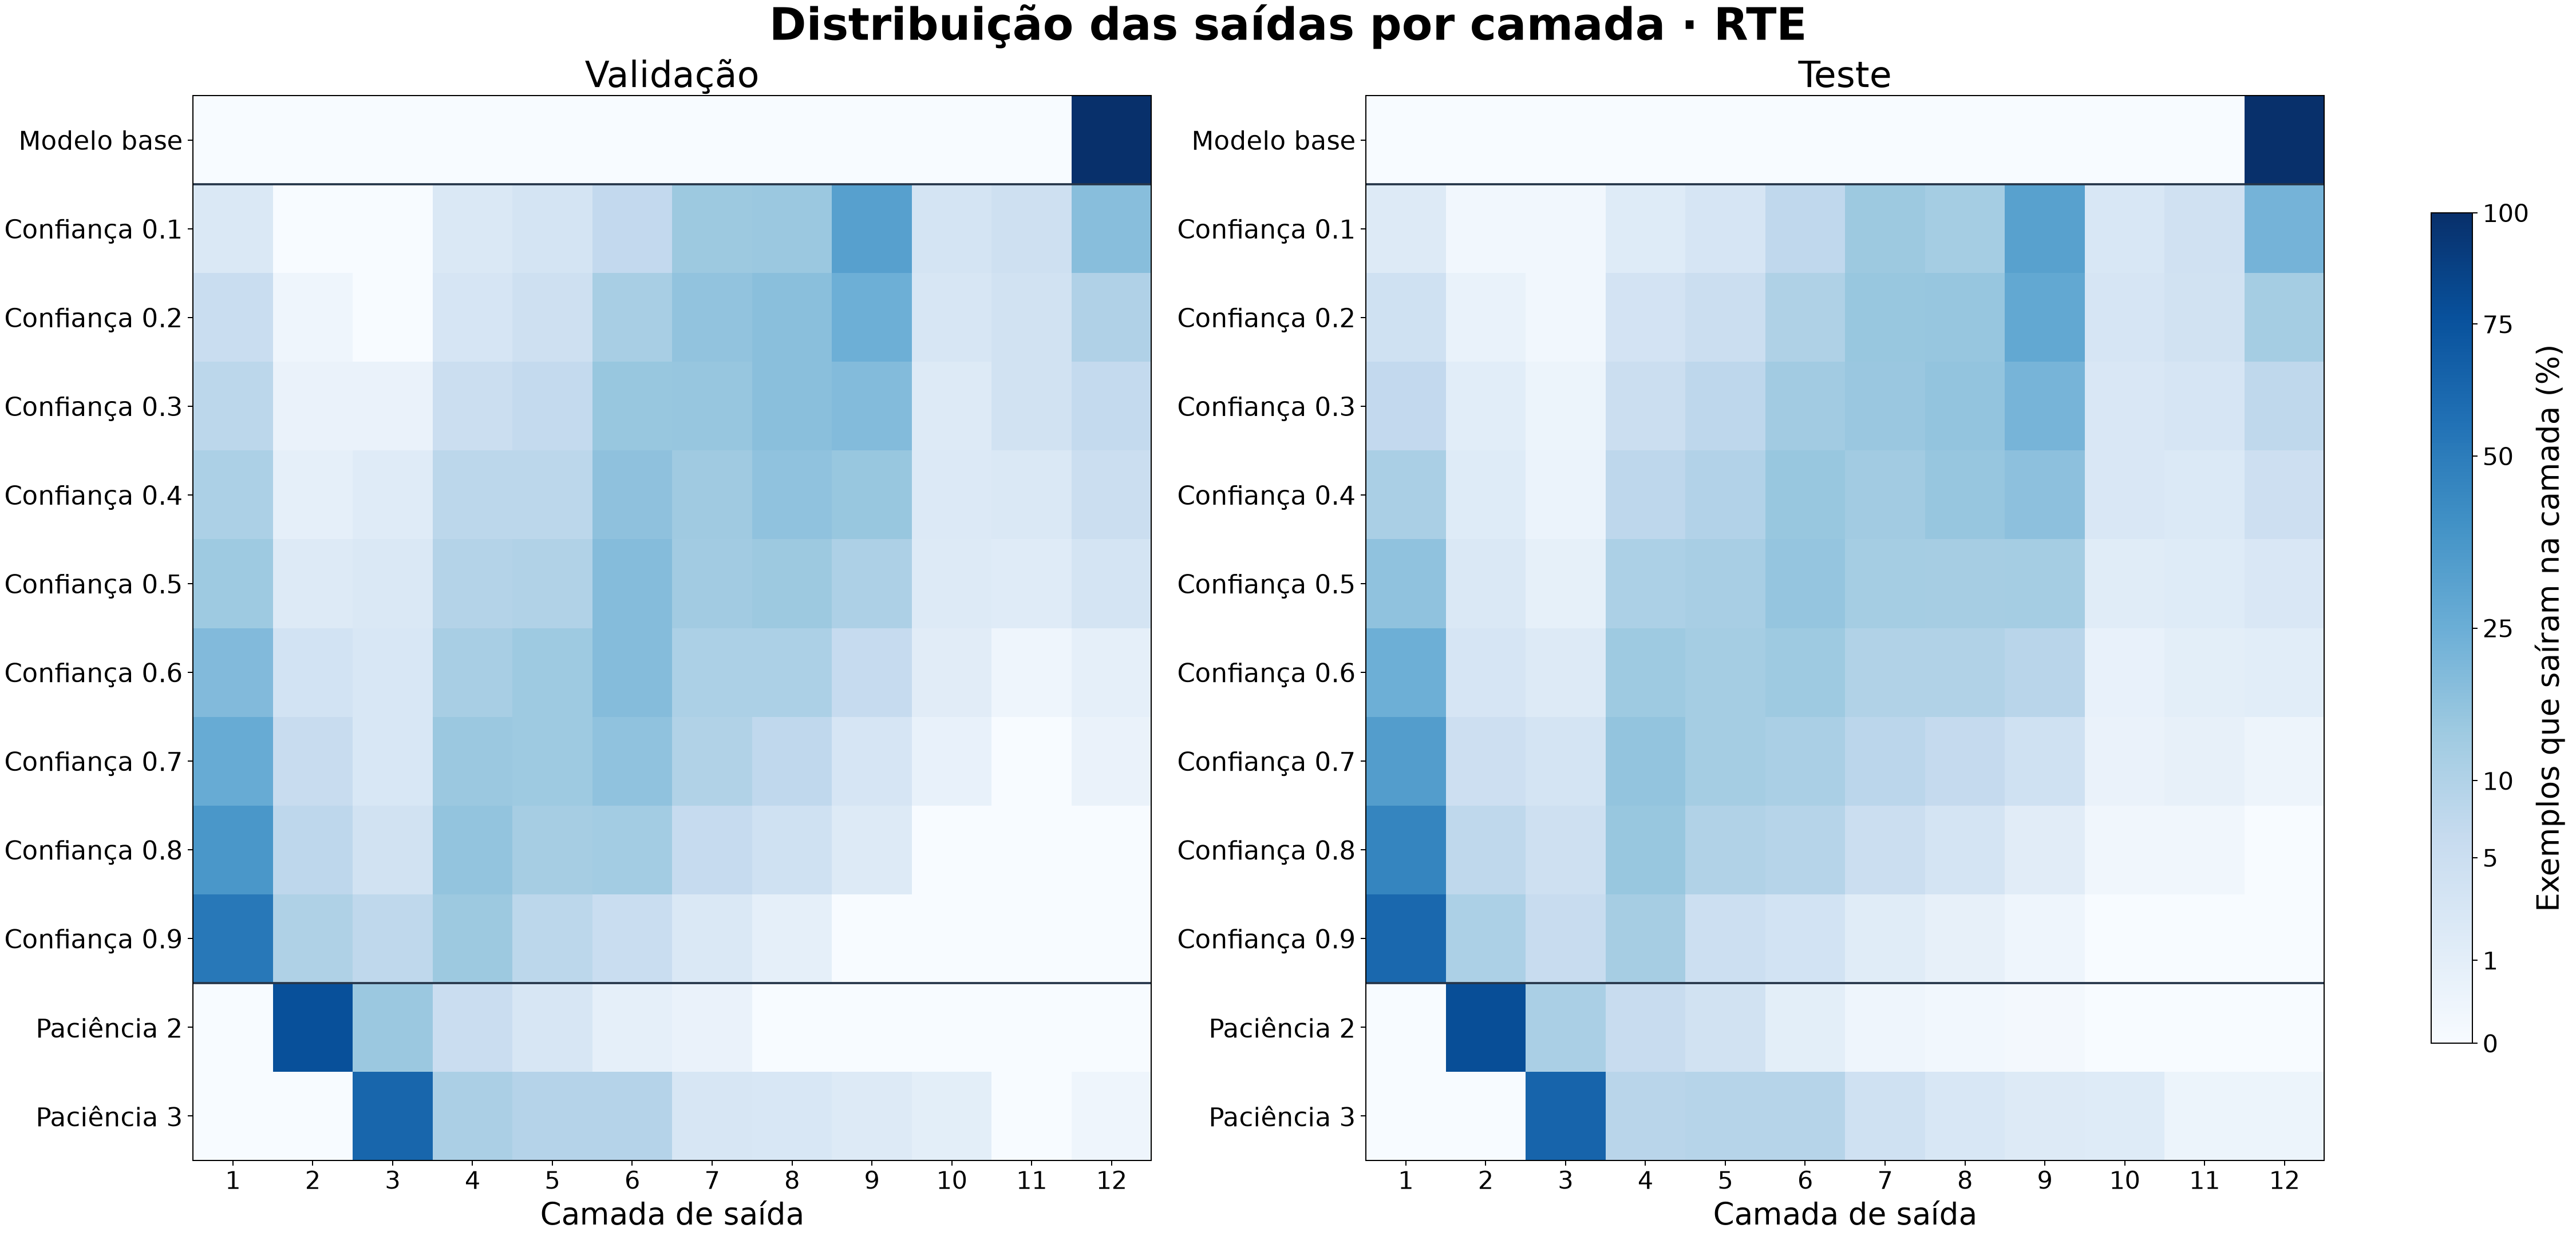 Distribuição das saídas por camada · RTE
Validação
Modelo base
Confiança 0.1
Confiança 0.2
Confiança 0.3
Confiança 0.4
Confiança 0.5
Confiança 0.6
Confiança 0.7
Confiança 0.8
Confiança 0.9
Paciência 2
Paciência 3
1 2 3 4 5 6 7 8 9 10 11 12
Camada de saída
Teste
Modelo base
Confiança 0.1
Confiança 0.2
Confiança 0.3
Confiança 0.4
Confiança 0.5
Confiança 0.6
Confiança 0.7
Confiança 0.8
Confiança 0.9
Paciência 2
Paciência 3
1 2 3 4 5 6 7 8 9 10 11 12
Camada de saída
100
75
50
25
10
5
1
0
Exemplos que saíram na camada (%)